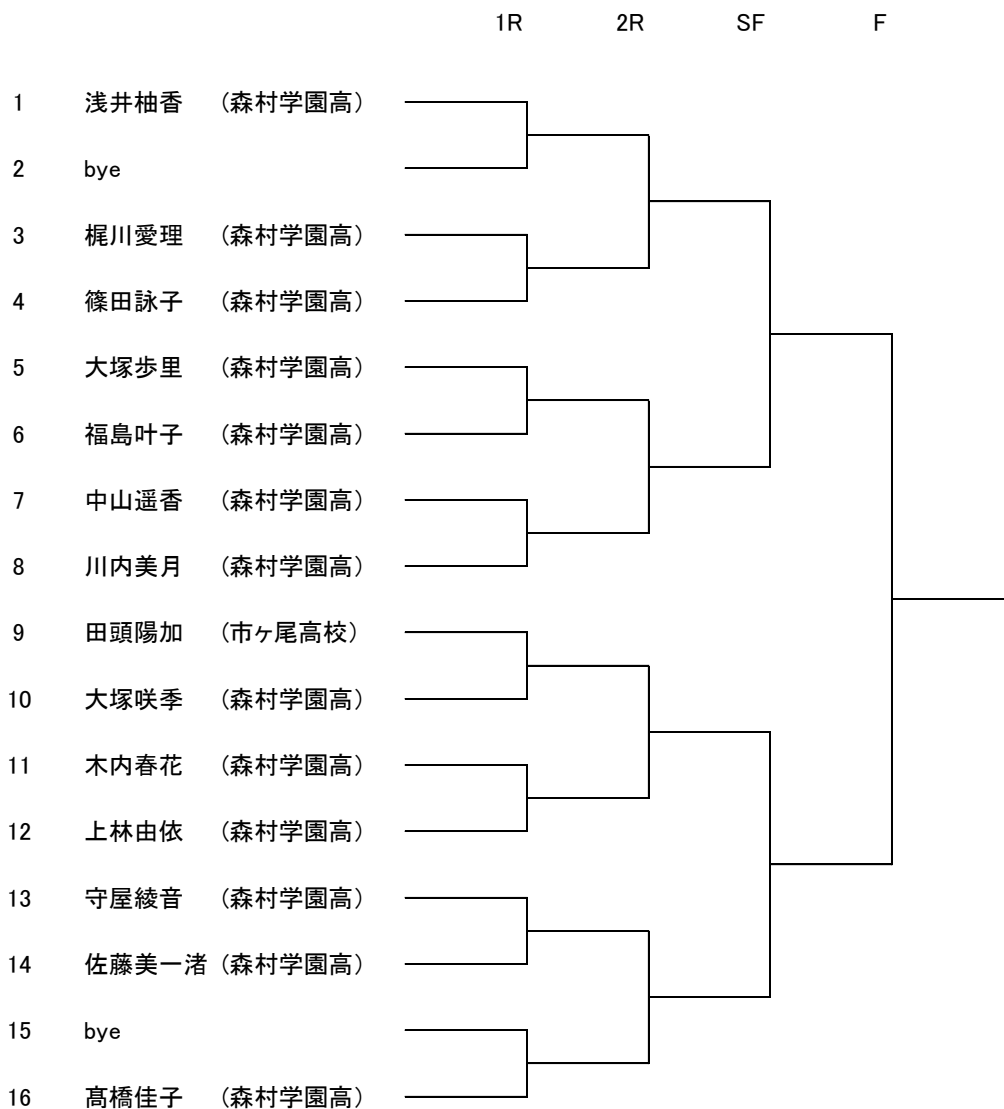 1R 2R SF F
1 浅井柚香 (森村学園高)
2 bye
3 梶川愛理 (森村学園高)
4 篠田詠子 (森村学園高)
5 大塚歩里 (森村学園高)
6 福島叶子 (森村学園高)
7 中山遥香 (森村学園高)
8 川内美月 (森村学園高)
9 田頭陽加 (市ヶ尾高校)
10 大塚咲季 (森村学園高)
11 木内春花 (森村学園高)
12 上林由依 (森村学園高)
13 守屋綾音 (森村学園高)
14 佐藤美一渚 (森村学園高)
15 bye
16 髙橋佳子 (森村学園高)